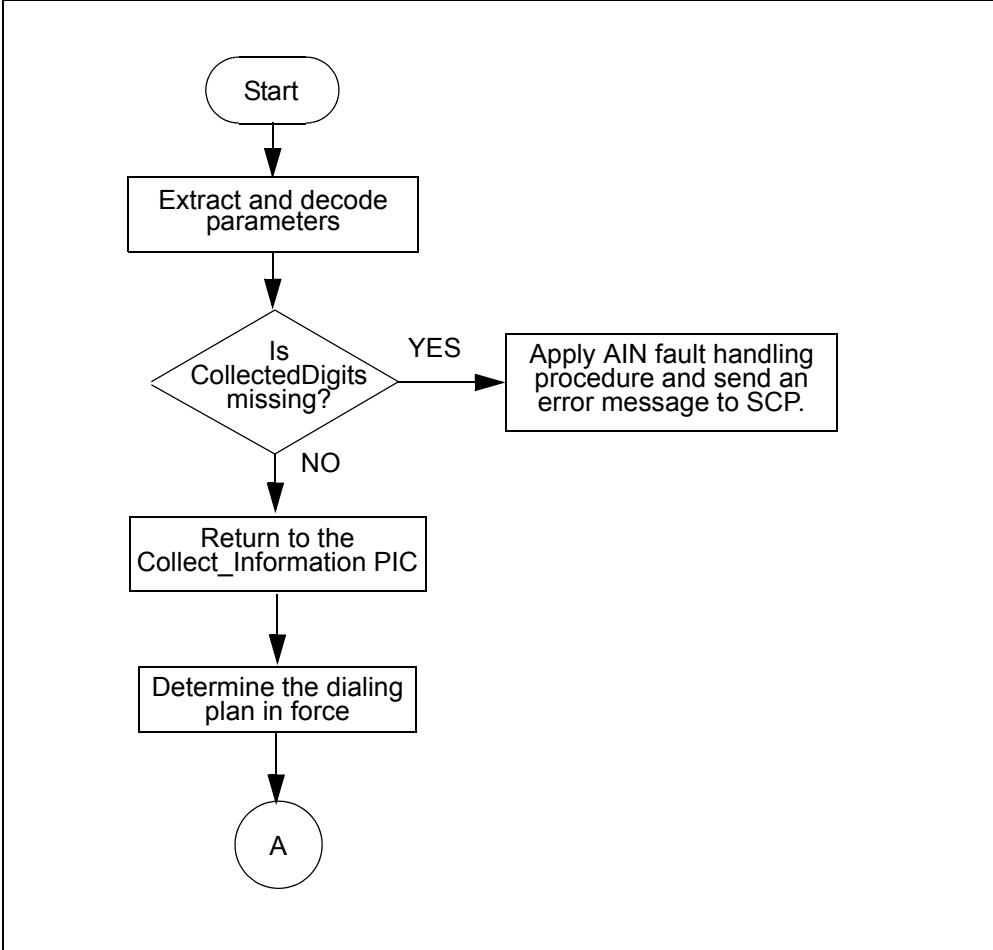 Start
Extract and decode
parameters
Is
CollectedDigits
missing?
YES
Apply AIN fault handling
procedure and send an
error message to SCP.
NO
Return to the
Collect_Information PIC
Determine the dialing
plan in force
A